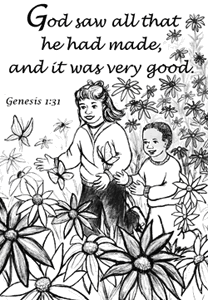 God saw all that
he had made,
and it was very good.
Genesis 1:31